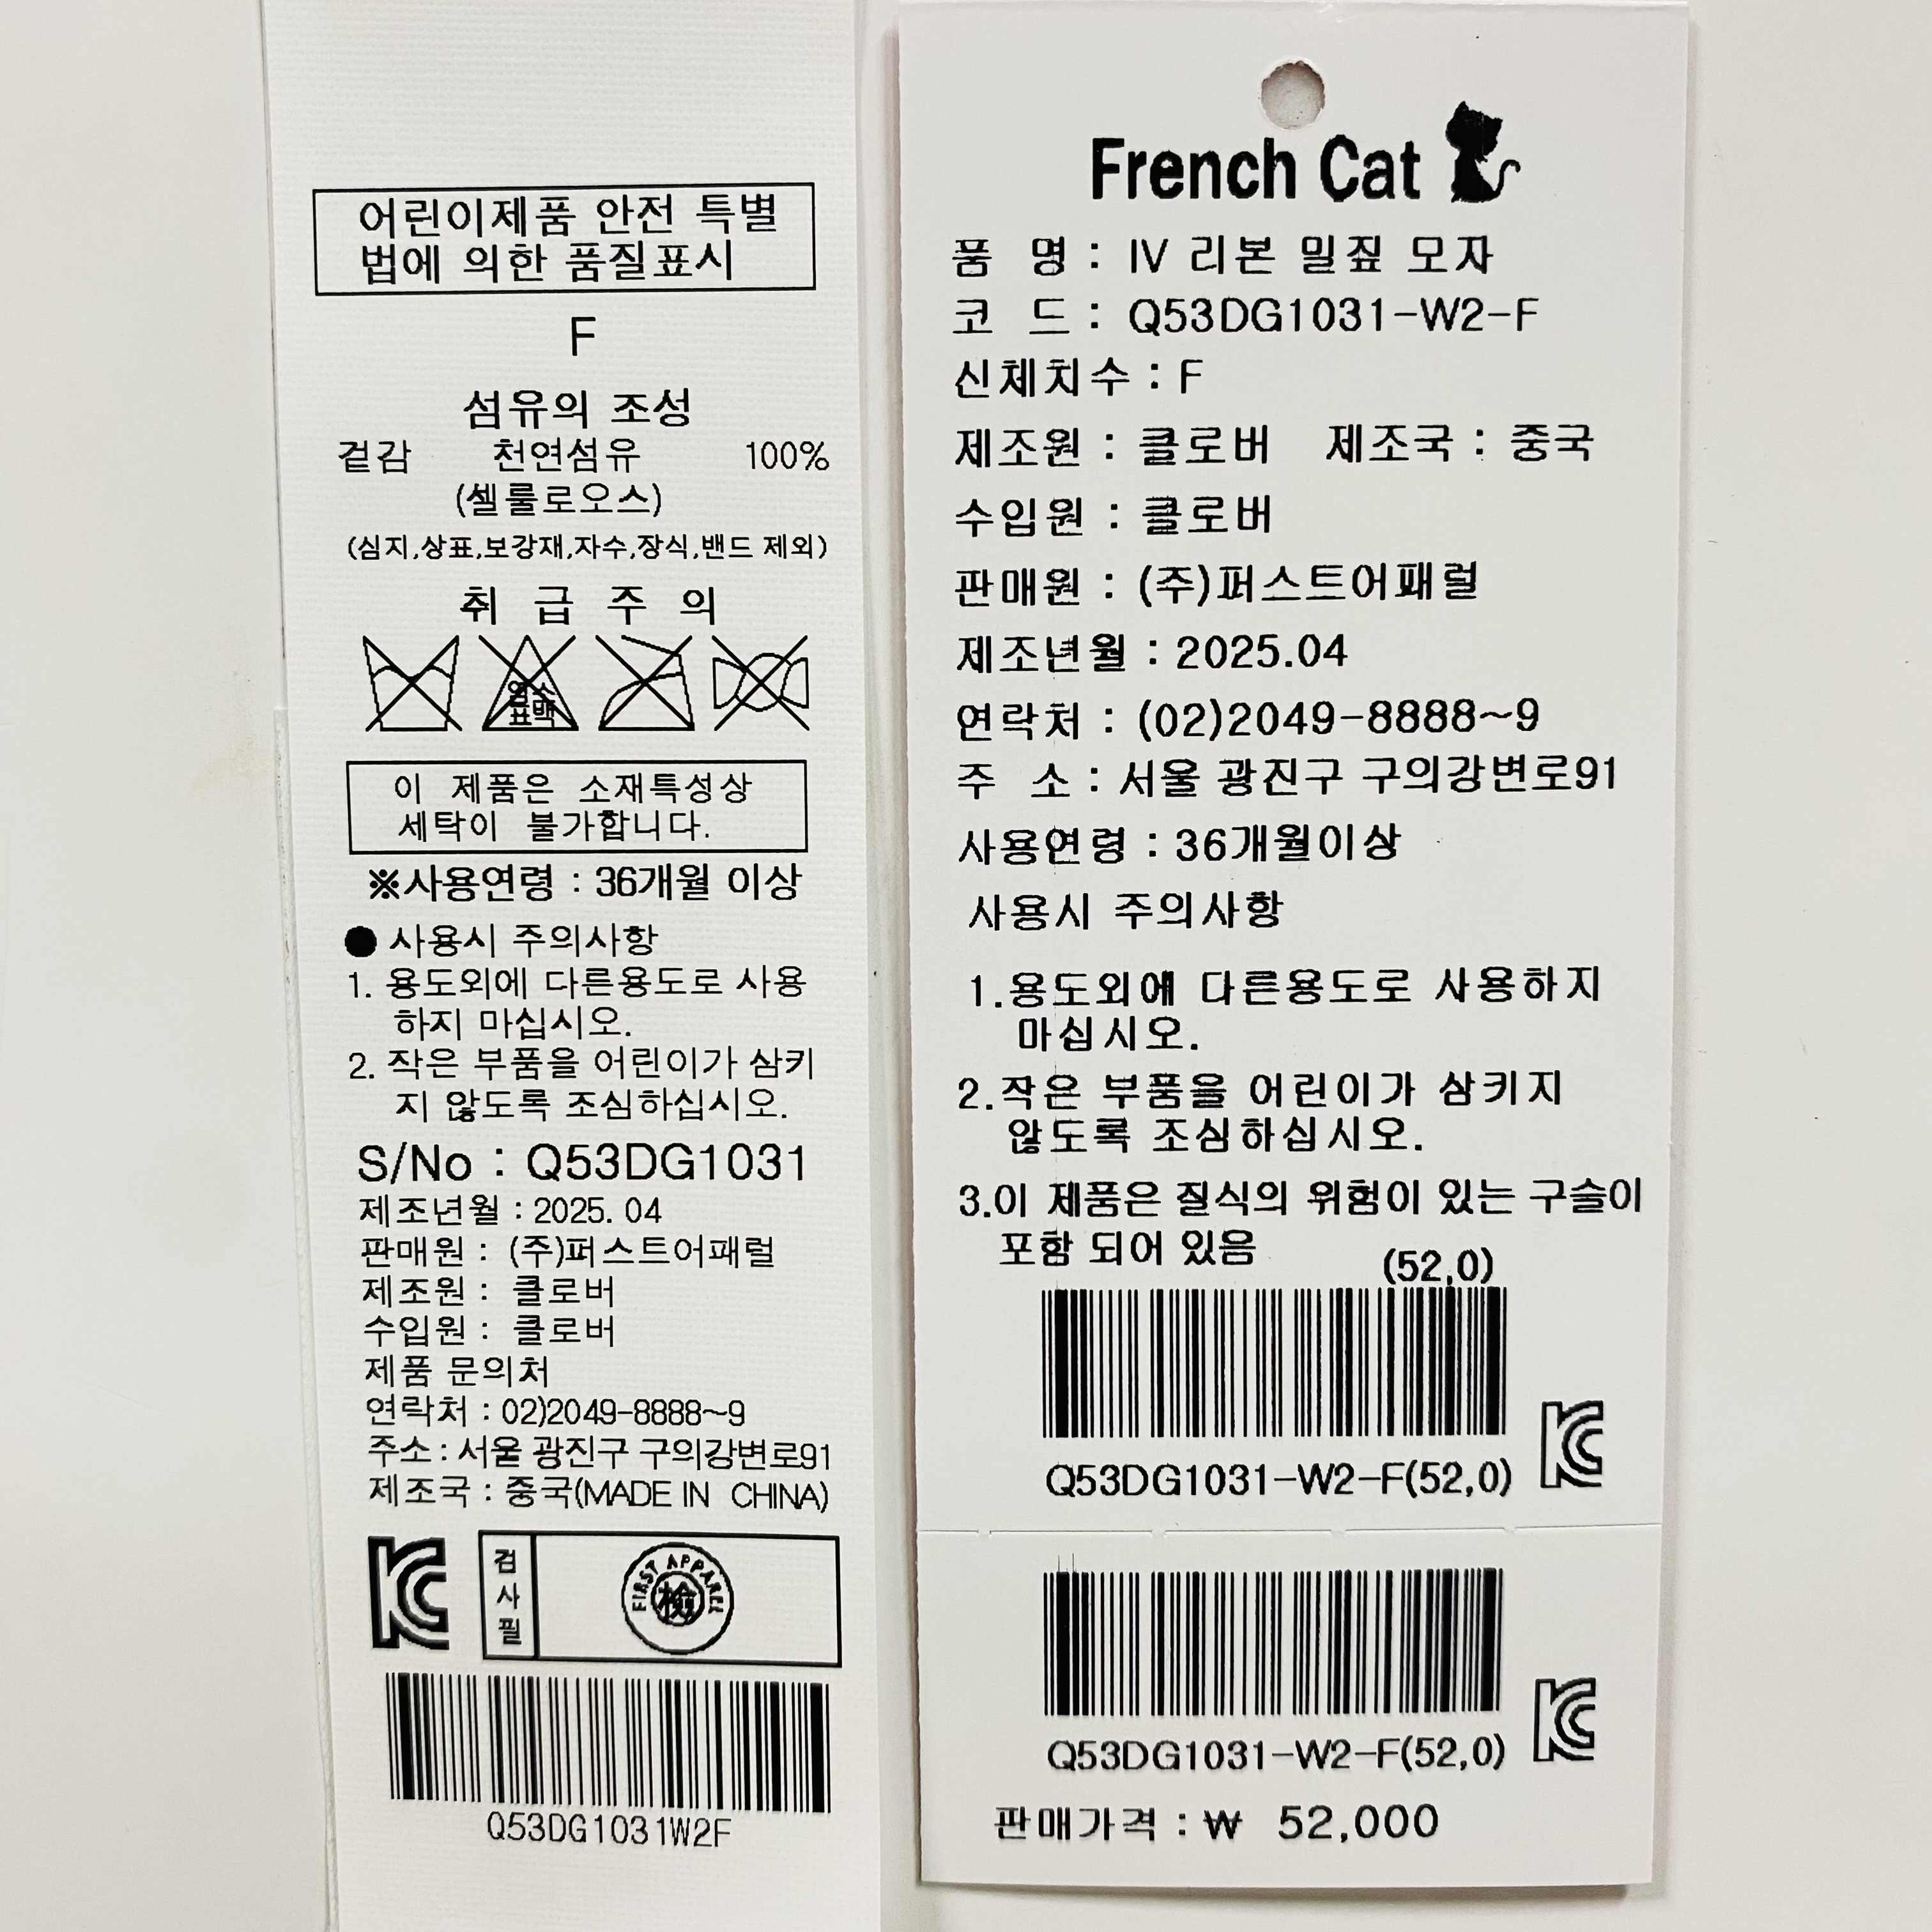 어린이제품 안전 특별
법에 의한 품질표시
F
섬유의 조성
겉감 천연섬유 100%
(셀룰로오스)
(심지,상표,보강재,자수,장식,밴드 제외)
취 급 주 의
염소
표백
이 제품은 소재특성상
세탁이 불가합니다.
※사용연령 : 36개월 이상
● 사용시 주의사항
1. 용도외에 다른용도로 사용
하지 마십시오.
2. 작은 부품을 어린이가 삼키
지 않도록 조심하십시오.
S/No : Q53DG1031
제조년월 : 2025. 04
판매원 : (주)퍼스트어패럴
제조원 : 클로버
수입원 : 클로버
제품 문의처
연락처 : 02)2049-8888~9
주소 : 서울 광진구 구의강변로91
제조국 : 중국(MADE IN CHINA)
KC
검
사
필
FIRST APPAREL
檢
Q53DG1031W2F
French Cat
품 명 : IV 리본 밀짚 모자
코 드 : Q53DG1031-W2-F
신체치수 : F
제조원 : 클로버 제조국 : 중국
수입원 : 클로버
판매원 : (주)퍼스트어패럴
제조년월 : 2025.04
연락처 : (02)2049-8888~9
주 소 : 서울 광진구 구의강변로91
사용연령 : 36개월이상
사용시 주의사항
1.용도외에 다른용도로 사용하지
마십시오.
2.작은 부품을 어린이가 삼키지
않도록 조심하십시오.
3.이 제품은 질식의 위험이 있는 구슬이
포함 되어 있음
(52,0)
KC
Q53DG1031-W2-F(52,0)
KC
Q53DG1031-W2-F(52,0)
판매가격 : ₩ 52,000